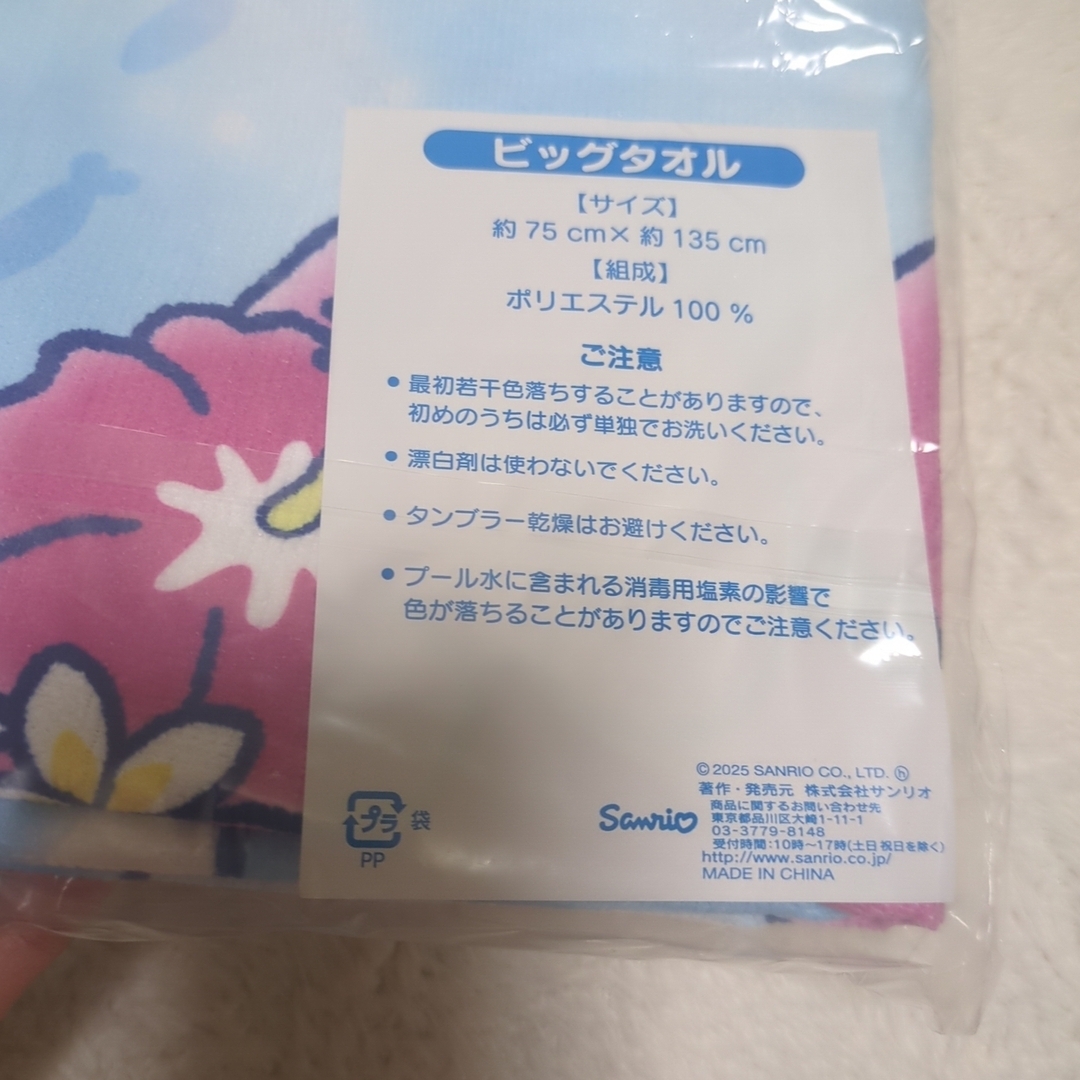 ビッグタオル
【サイズ】
約 75 cm× 約 135 cm
【組成】
ポリエステル 100 %
ご注意
● 最初若干色落ちすることがありますので、
初めのうちは必ず単独でお洗いください。
● 漂白剤は使わないでください。
● タンブラー乾燥はお避けください。
● プール水に含まれる消毒用塩素の影響で
色が落ちることがありますのでご注意ください。
©2025 SANRIO CO., LTD. ⓗ
著作・発売元 株式会社サンリオ
商品に関するお問い合わせ先
東京都品川区大崎1-11-1
03-3779-8148
受付時間:10時〜17時(土日祝日を除く)
http://www.sanrio.co.jp/
MADE IN CHINA
Sanrio
プラ 袋
PP